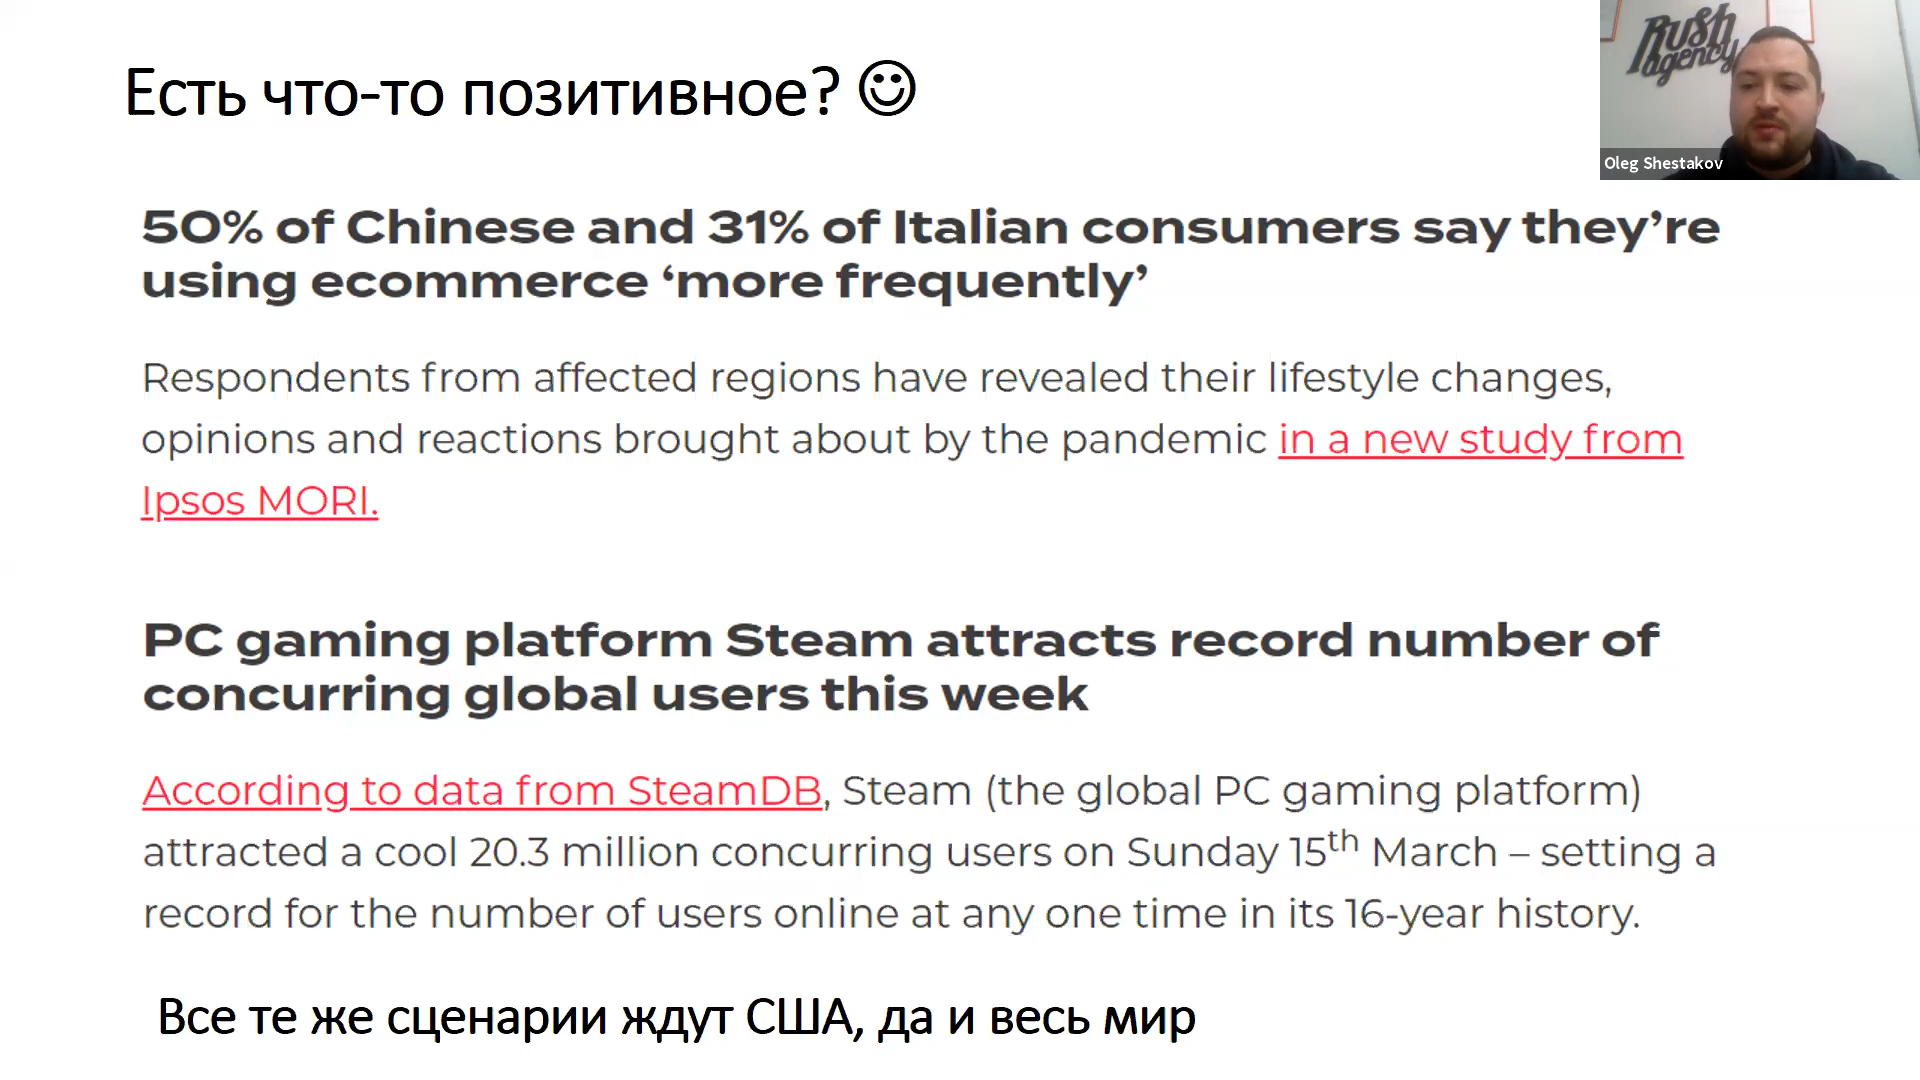 Есть что-то позитивное? ☺
Rush
agency
Oleg Shestakov
50% of Chinese and 31% of Italian consumers say they’re
using ecommerce ‘more frequently’
Respondents from affected regions have revealed their lifestyle changes,
opinions and reactions brought about by the pandemic in a new study from
Ipsos MORI.
PC gaming platform Steam attracts record number of
concurring global users this week
According to data from SteamDB, Steam (the global PC gaming platform)
attracted a cool 20.3 million concurring users on Sunday 15th March – setting a
record for the number of users online at any one time in its 16-year history.
Все те же сценарии ждут США, да и весь мир